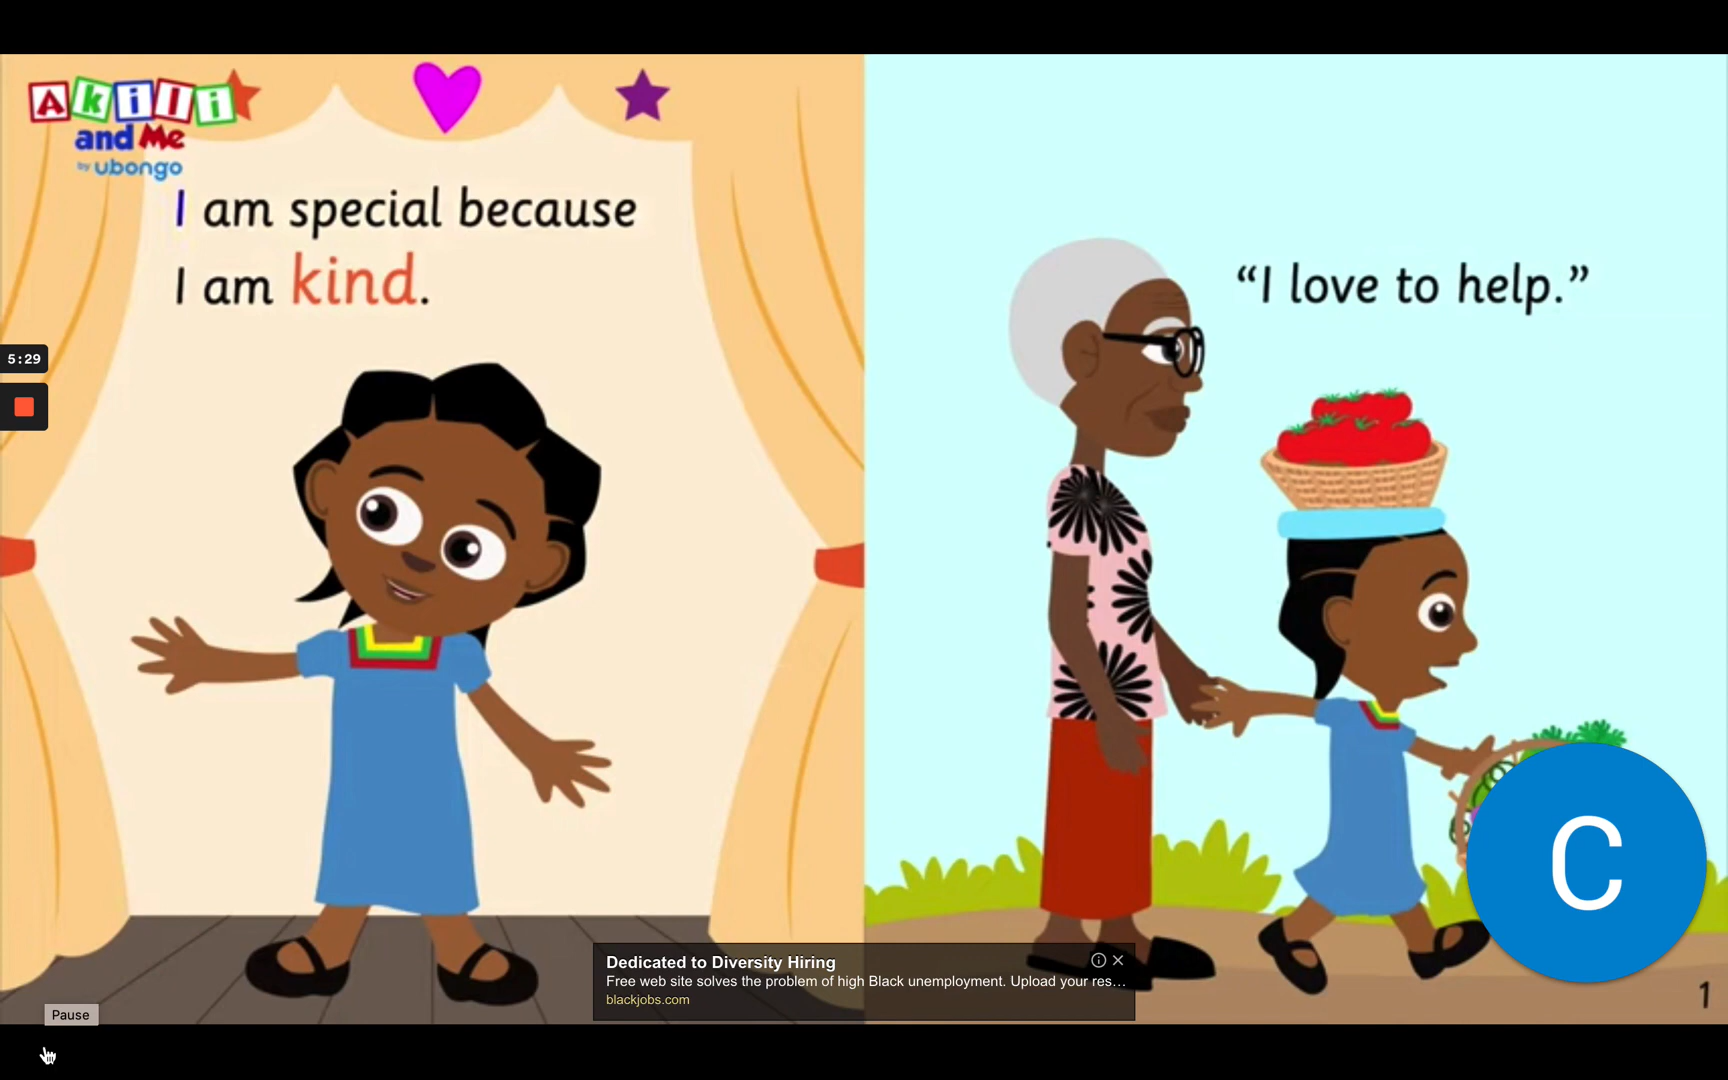 Akili
and Me
by ubongo
I am special because
I am kind.
“I love to help.”
5:29
C
Dedicated to Diversity Hiring
Free web site solves the problem of high Black unemployment. Upload your res...
blackjobs.com
1
Pause